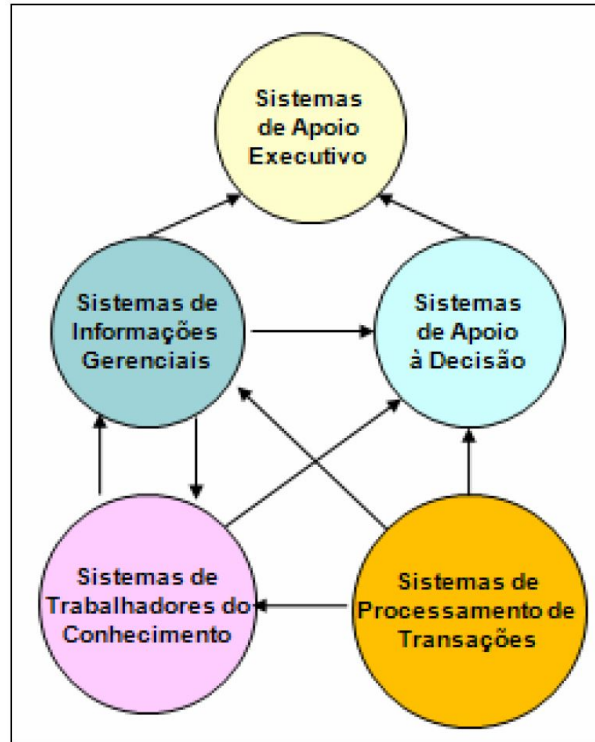 Sistemas
de Apoio
Executivo
Sistemas de
Informações
Gerenciais
Sistemas
de Apoio
à Decisão
Sistemas de
Trabalhadores do
Conhecimento
Sistemas de
Processamento de
Transações